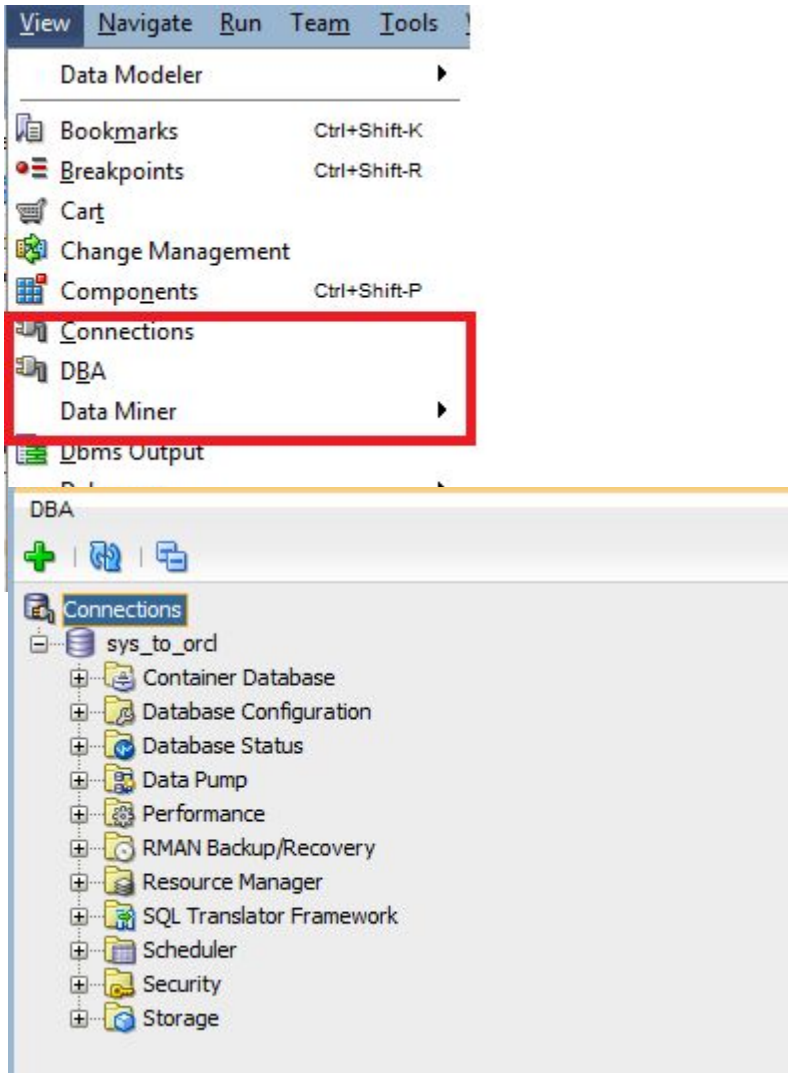 View Navigate Run Team Tools
Data Modeler
Bookmarks Ctrl+Shift-K
Breakpoints Ctrl+Shift-R
Cart
Change Management
Components Ctrl+Shift-P
Connections
DBA
Data Miner
Dbms Output
DBA
Connections
sys_to_orcl
Container Database
Database Configuration
Database Status
Data Pump
Performance
RMAN Backup/Recovery
Resource Manager
SQL Translator Framework
Scheduler
Security
Storage